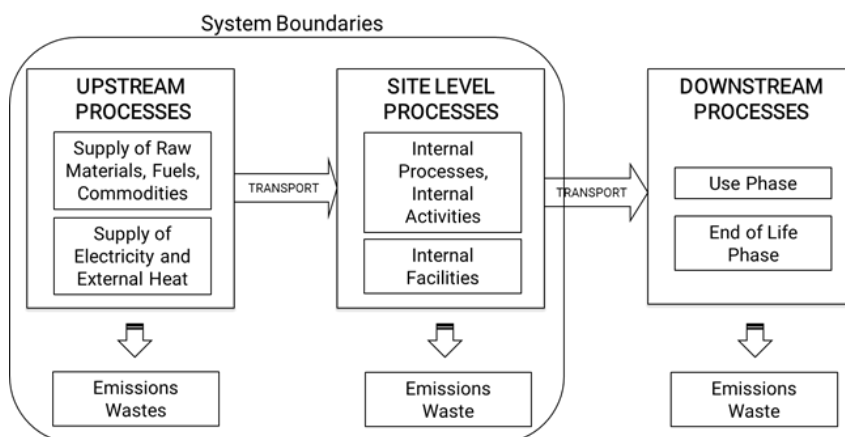 System Boundaries
UPSTREAM
PROCESSES
Supply of Raw
Materials, Fuels,
Commodities
Supply of
Electricity and
External Heat
TRANSPORT
SITE LEVEL
PROCESSES
Internal
Processes,
Internal
Activities
Internal
Facilities
TRANSPORT
DOWNSTREAM
PROCESSES
Use Phase
End of Life
Phase
Emissions
Wastes
Emissions
Waste
Emissions
Waste